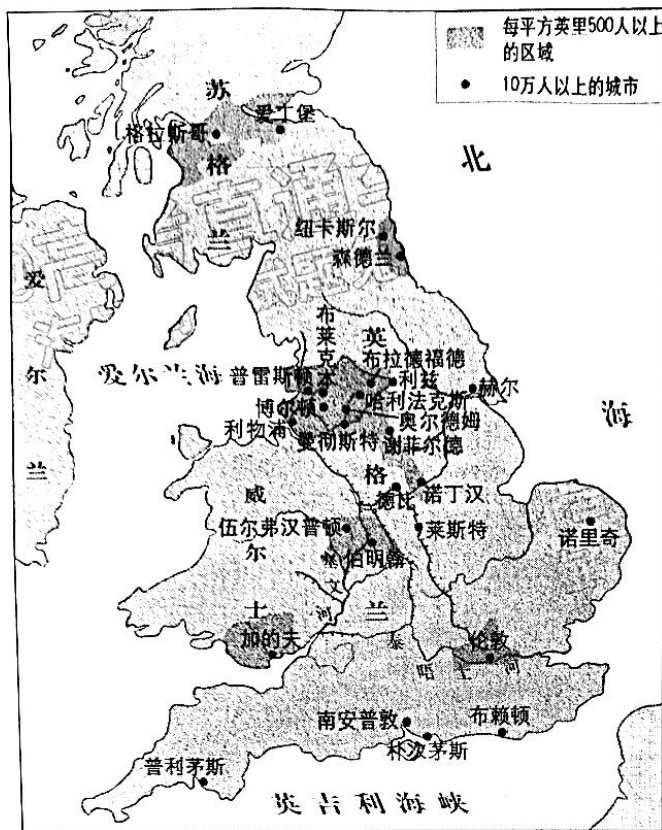 每平方英里500人以上
的区域
10万人以上的城市
苏格兰
格拉斯哥
爱丁堡
北海
纽卡斯尔
森德兰
爱尔兰
爱尔兰海
英格兰
布莱克本
普雷斯顿
布拉德福德
利兹
赫尔
哈利法克斯
博尔顿
奥尔德姆
利物浦
曼彻斯特
谢菲尔德
威尔士
德比
诺丁汉
伍尔弗汉普顿
伯明翰
莱斯特
诺里奇
加的夫
伦敦
泰晤士河
南安普敦
布赖顿
朴次茅斯
普利茅斯
英吉利海峡